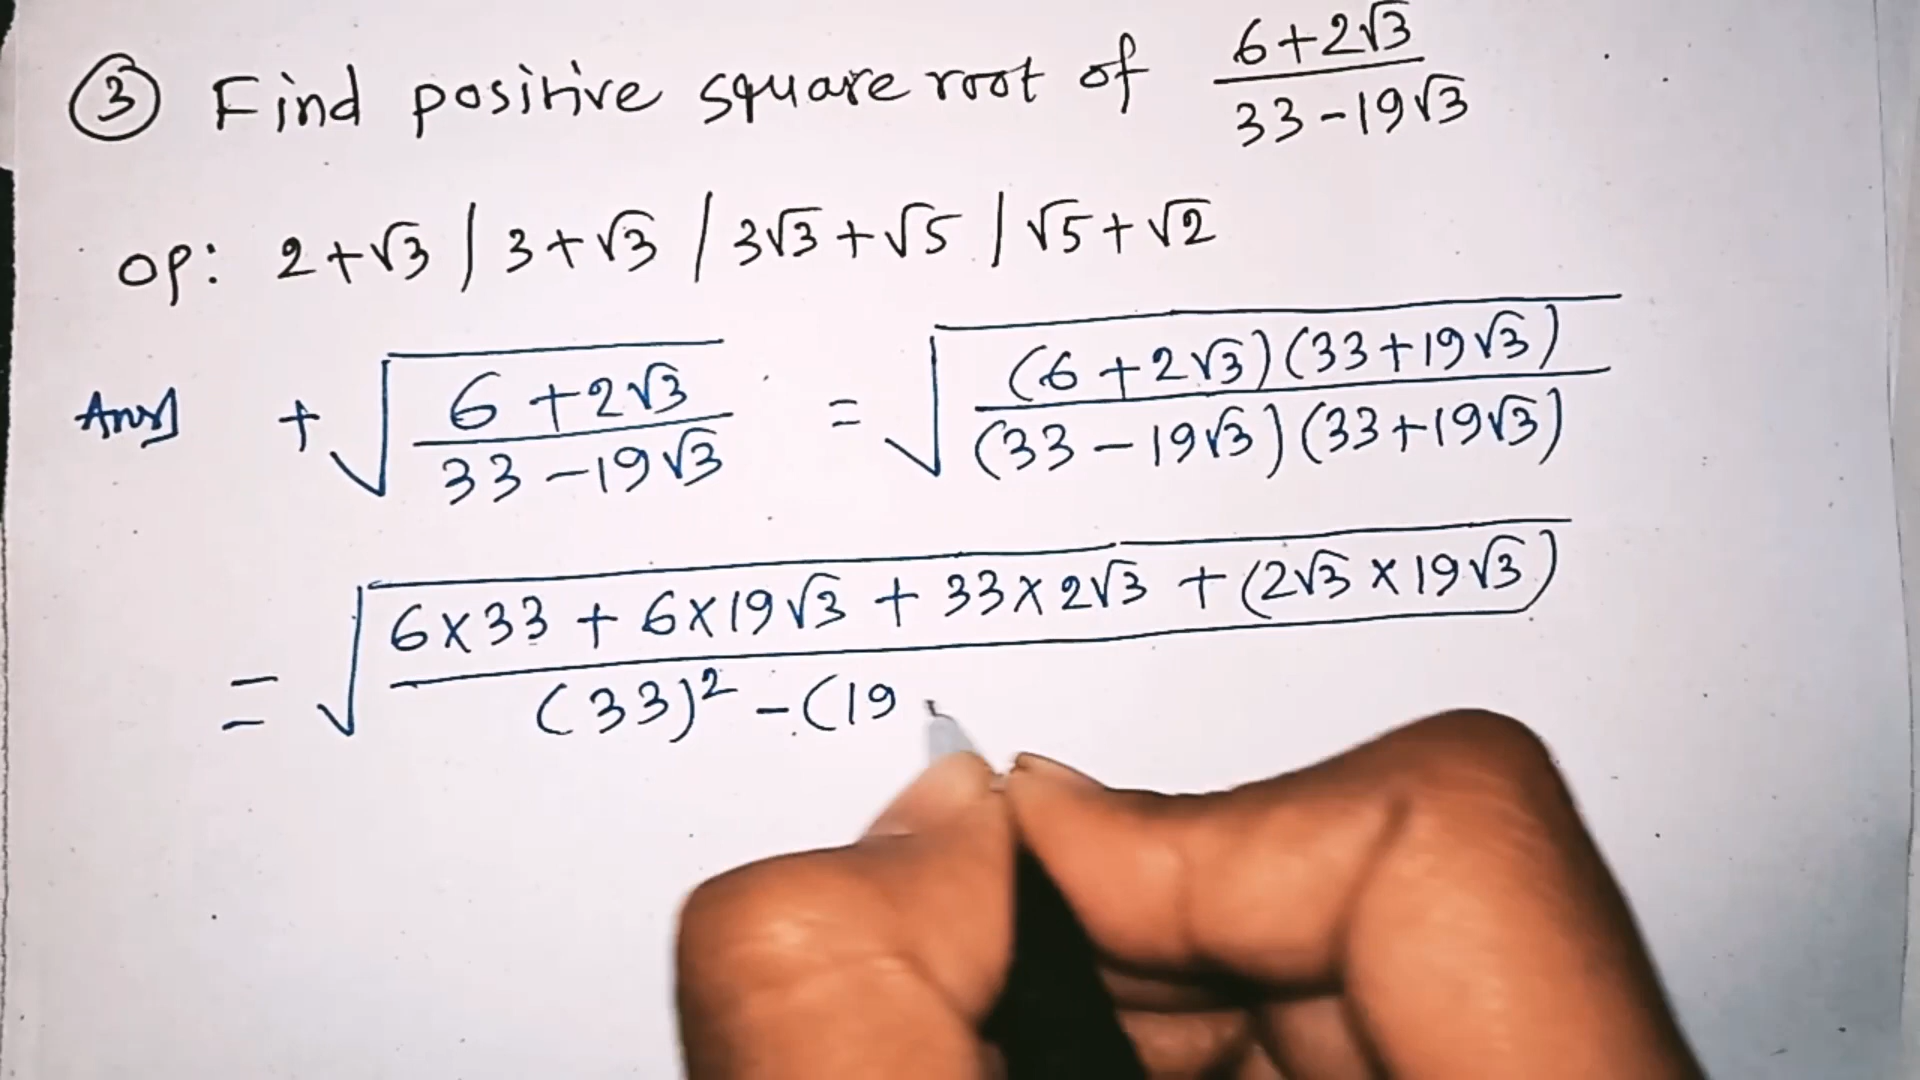 ③ Find positive square root of (6+2√3)/(33-19√3)
op: 2+√3 / 3+√3 / 3√3+√5 / √5+√2
Ans) +√((6+2√3)/(33-19√3)) = √(((6+2√3)(33+19√3))/((33-19√3)(33+19√3)))
= √((6×33 + 6×19√3 + 33×2√3 + (2√3×19√3))/((33)² - (19